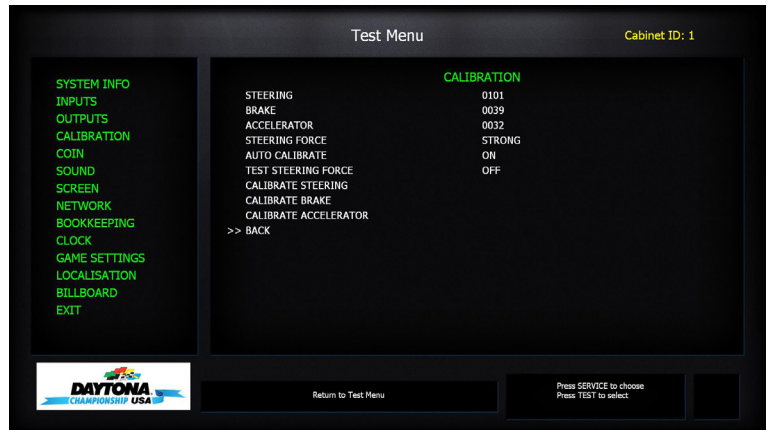 Test Menu
Cabinet ID: 1
SYSTEM INFO
INPUTS
OUTPUTS
CALIBRATION
COIN
SOUND
SCREEN
NETWORK
BOOKKEEPING
CLOCK
GAME SETTINGS
LOCALISATION
BILLBOARD
EXIT
CALIBRATION
STEERING 0101
BRAKE 0039
ACCELERATOR 0032
STEERING FORCE STRONG
AUTO CALIBRATE ON
TEST STEERING FORCE OFF
CALIBRATE STEERING
CALIBRATE BRAKE
CALIBRATE ACCELERATOR
>> BACK
DAYTONA
CHAMPIONSHIP USA
Return to Test Menu
Press SERVICE to choose
Press TEST to select